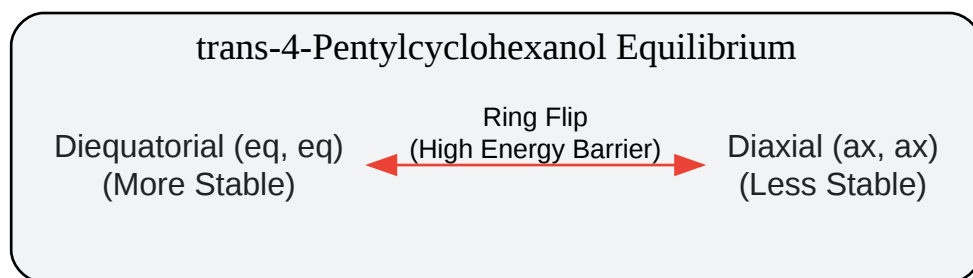 trans-4-Pentylcyclohexanol Equilibrium
Ring Flip
(High Energy Barrier)
Diequatorial (eq, eq)
(More Stable)
Diaxial (ax, ax)
(Less Stable)